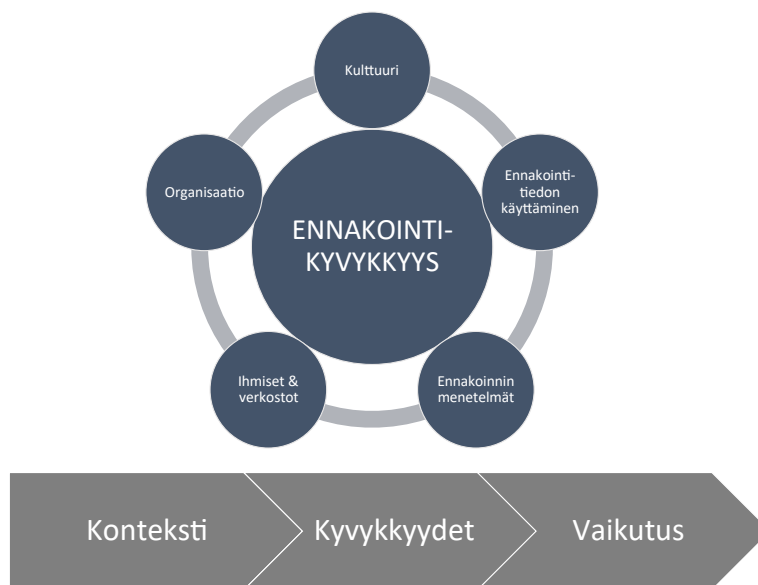 Kulttuuri
Organisaatio
Ennakointi-
tiedon
käyttäminen
ENNAKOINTI-
KYVYKKYYS
Ihmiset &
verkostot
Ennakoinnin
menetelmät
Konteksti
Kyvykkyydet
Vaikutus